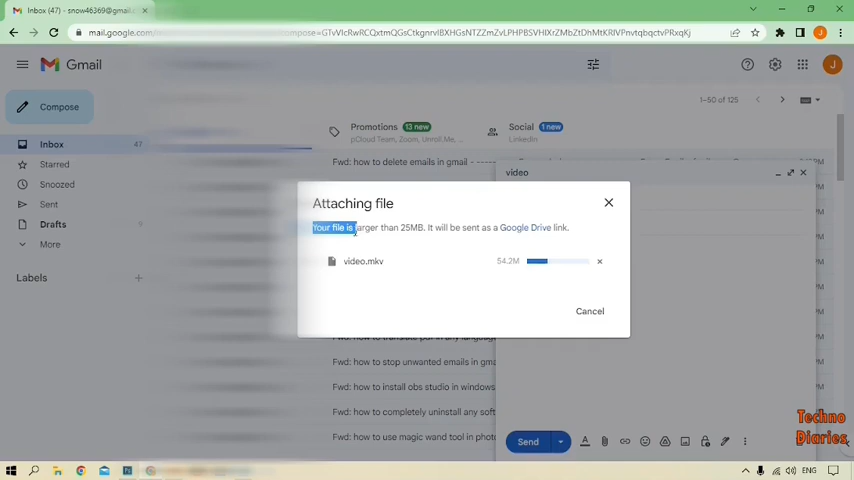 Inbox (47) - snow46369@gmail.c
mail.google.com/
Gmail
Compose
1–50 of 125
Inbox
47
Starred
Snoozed
Sent
Drafts
9
More
Labels
Promotions 13 new
pCloud Team, Zoom, Unroll.Me, ...
Social 1 new
LinkedIn
Fwd: how to delete emails in gmail -
video
Attaching file
Your file is larger than 25MB. It will be sent as a Google Drive link.
video.mkv
54.2M
Cancel
Fwd: how to translate pdf in any language
Fwd: how to stop unwanted emails in gma
Fwd: how to install obs studio in windows
Fwd: how to completely uninstall any soft
Fwd: how to use magic wand tool in photo
Send
Techno
Diaries
ENG